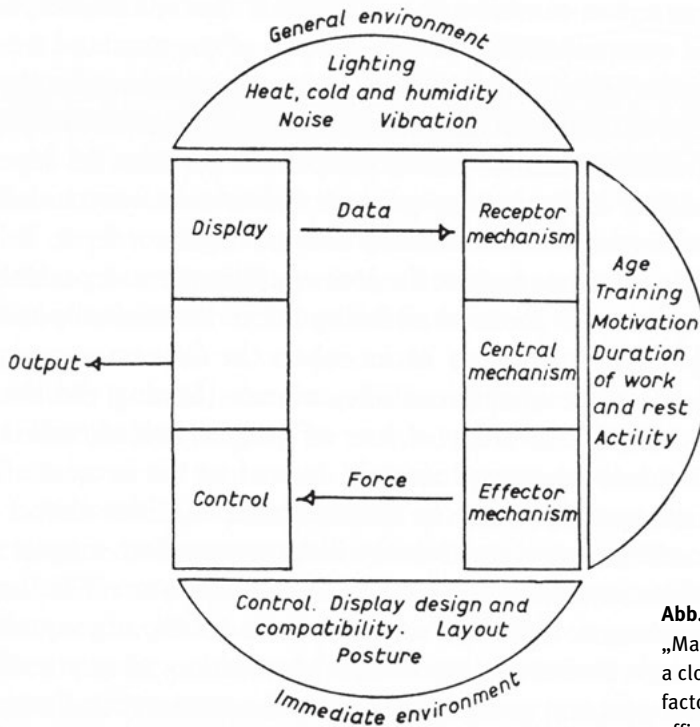 General environment
Lighting
Heat, cold and humidity
Noise Vibration
Display
Data
Receptor
mechanism
Age
Training
Motivation
Duration
of work
and rest
Actility
Output
Central
mechanism
Control
Force
Effector
mechanism
Control. Display design and
compatibility. Layout
Posture
Immediate environment
Abb.
„Ma
a clo
facto